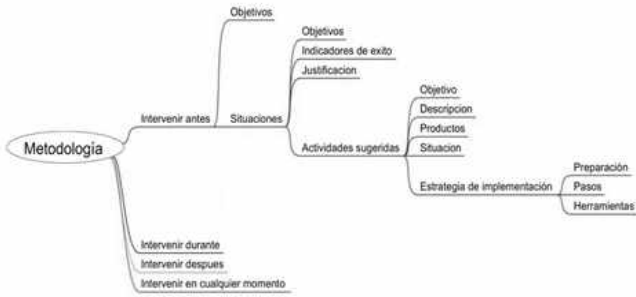 Metodología
Intervenir antes
Objetivos
Situaciones
Objetivos
Indicadores de exito
Justificacion
Actividades sugeridas
Objetivo
Descripcion
Productos
Situacion
Estrategia de implementación
Preparación
Pasos
Herramientas
Intervenir durante
Intervenir despues
Intervenir en cualquier momento